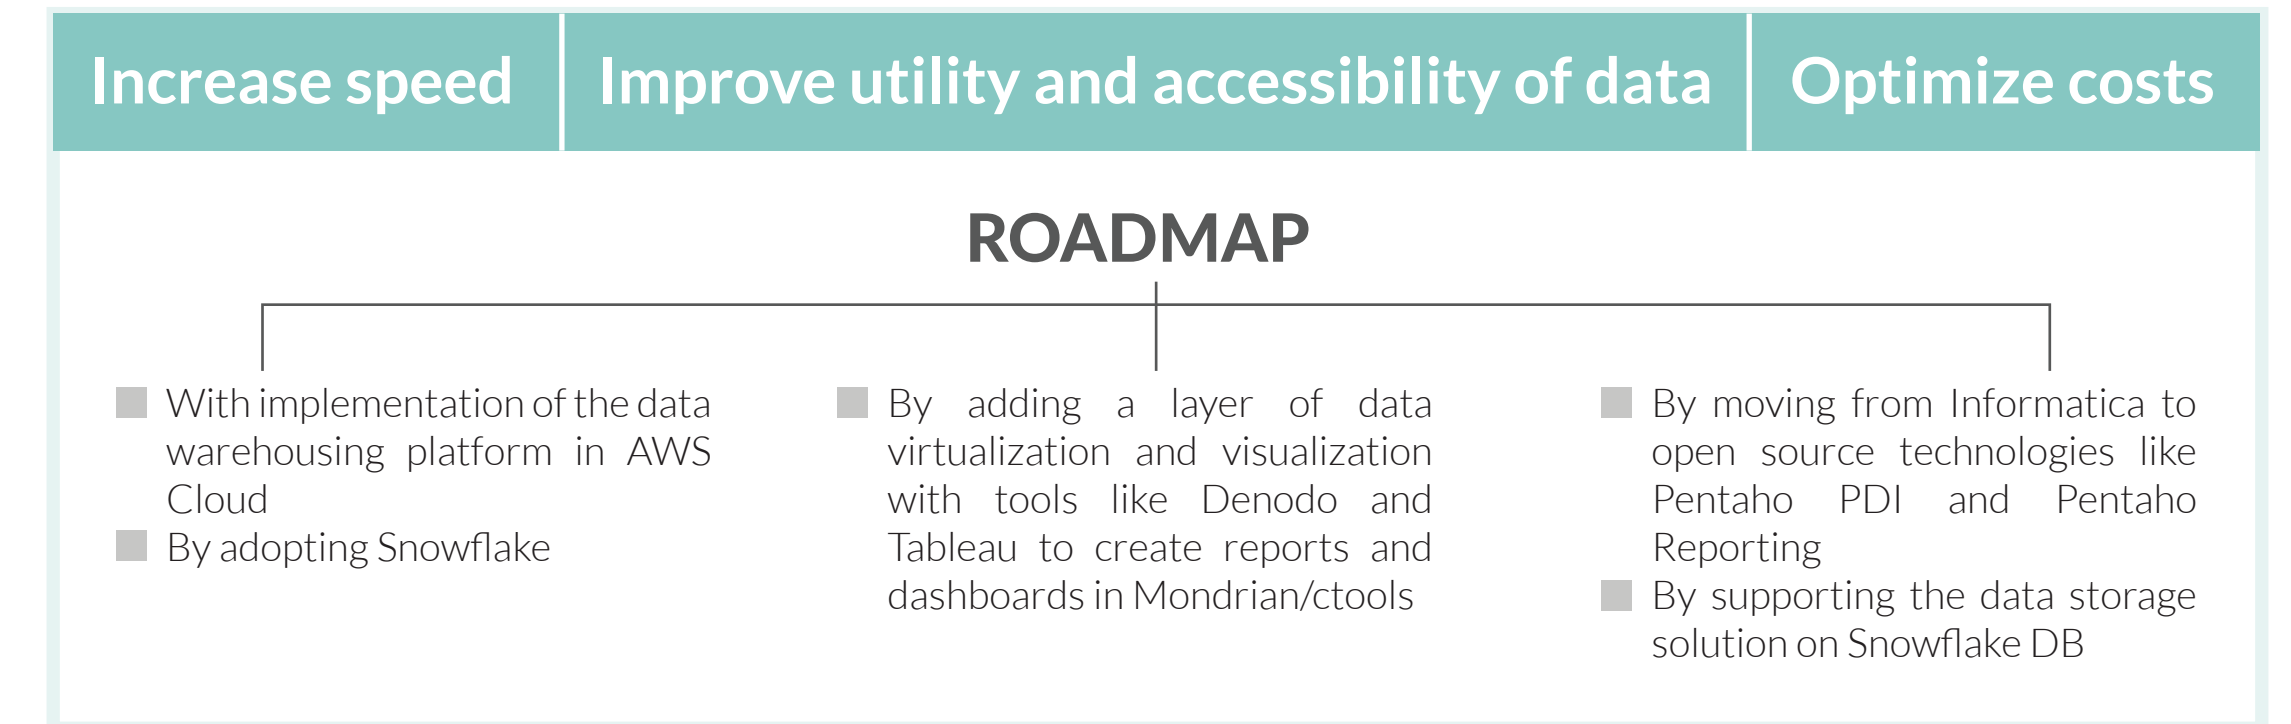 Increase speed
Improve utility and accessibility of data
Optimize costs
ROADMAP
With implementation of the data
warehousing platform in AWS
Cloud
By adopting Snowflake
By adding a layer of data
virtualization and visualization
with tools like Denodo and
Tableau to create reports and
dashboards in Mondrian/ctools
By moving from Informatica to
open source technologies like
Pentaho PDI and Pentaho
Reporting
By supporting the data storage
solution on Snowflake DB